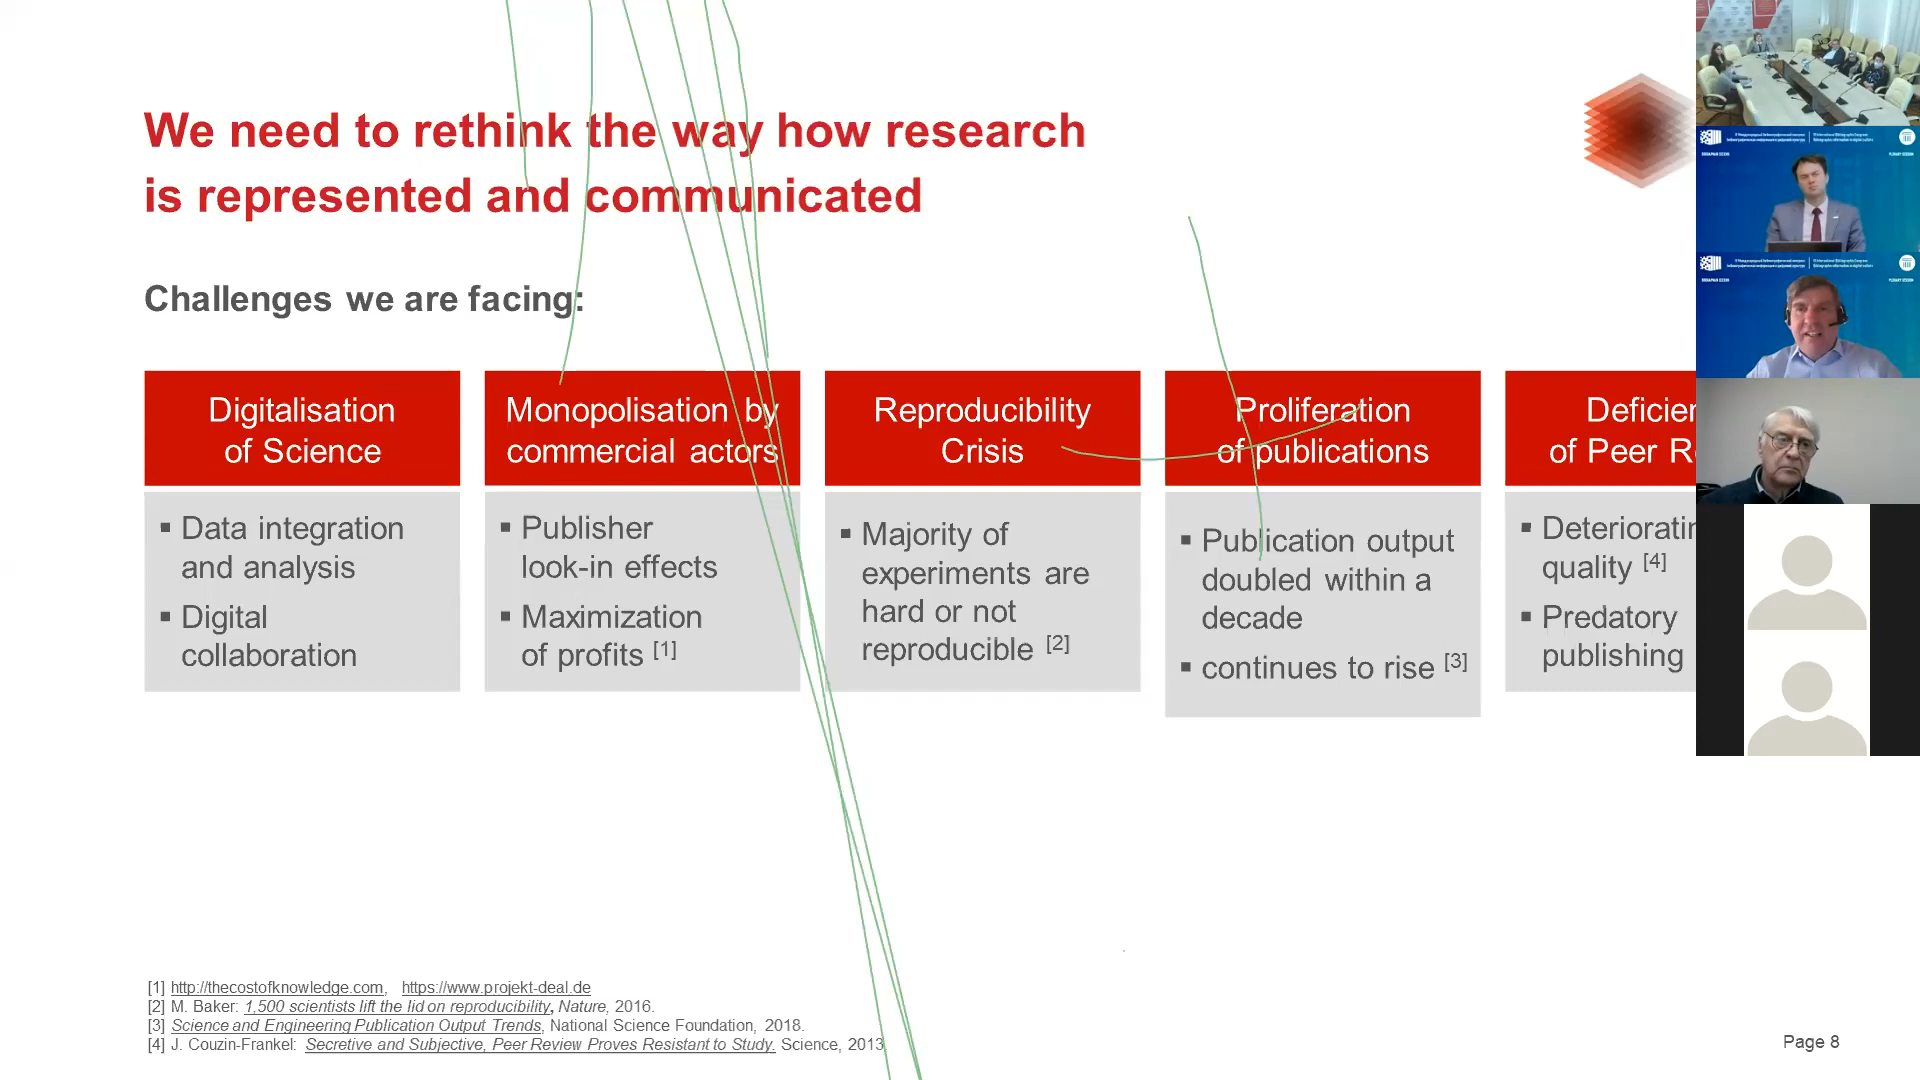 We need to rethink the way how research
is represented and communicated
Challenges we are facing:
Digitalisation
of Science
▪ Data integration
and analysis
▪ Digital
collaboration
Monopolisation by
commercial actors
▪ Publisher
look-in effects
▪ Maximization
of profits [1]
Reproducibility
Crisis
▪ Majority of
experiments are
hard or not
reproducible [2]
Proliferation
of publications
▪ Publication output
doubled within a
decade
▪ continues to rise [3]
of Peer
quality [4]
▪ Predatory
publishing
[1] http://thecostofknowledge.com, https://www.projekt-deal.de
[2] M. Baker: 1,500 scientists lift the lid on reproducibility, Nature, 2016.
[3] Science and Engineering Publication Output Trends, National Science Foundation, 2018.
[4] J. Couzin-Frankel: Secretive and Subjective, Peer Review Proves Resistant to Study. Science, 2013
Page 8